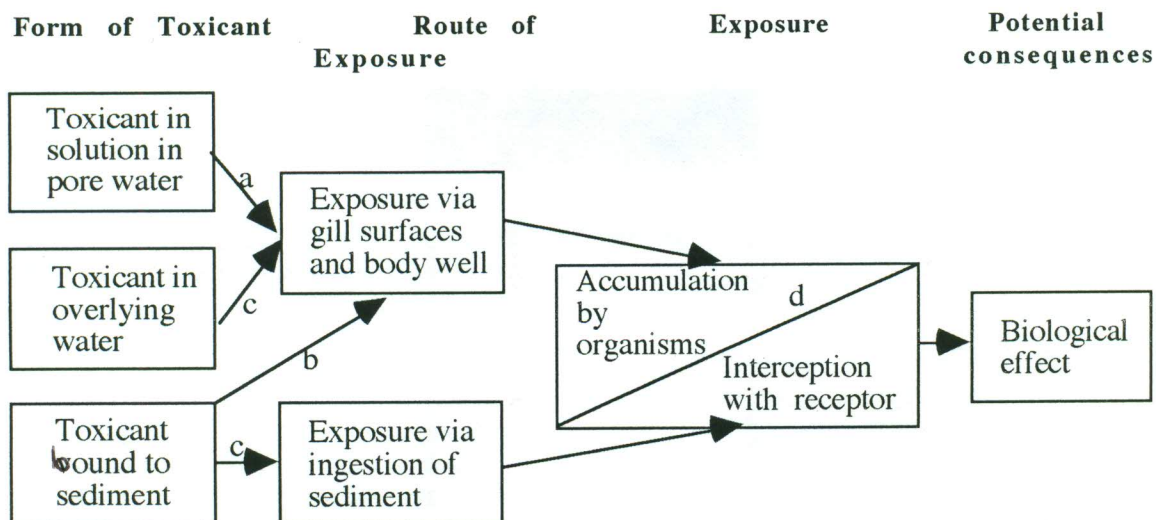 Form of Toxicant
Route of
Exposure
Exposure
Potential
consequences
Toxicant in
solution in
pore water
a
Exposure via
gill surfaces
and body well
Toxicant in
overlying
water
c
b
Accumulation
by
organisms
d
Interception
with receptor
Biological
effect
Toxicant
bound to
sediment
c
Exposure via
ingestion of
sediment